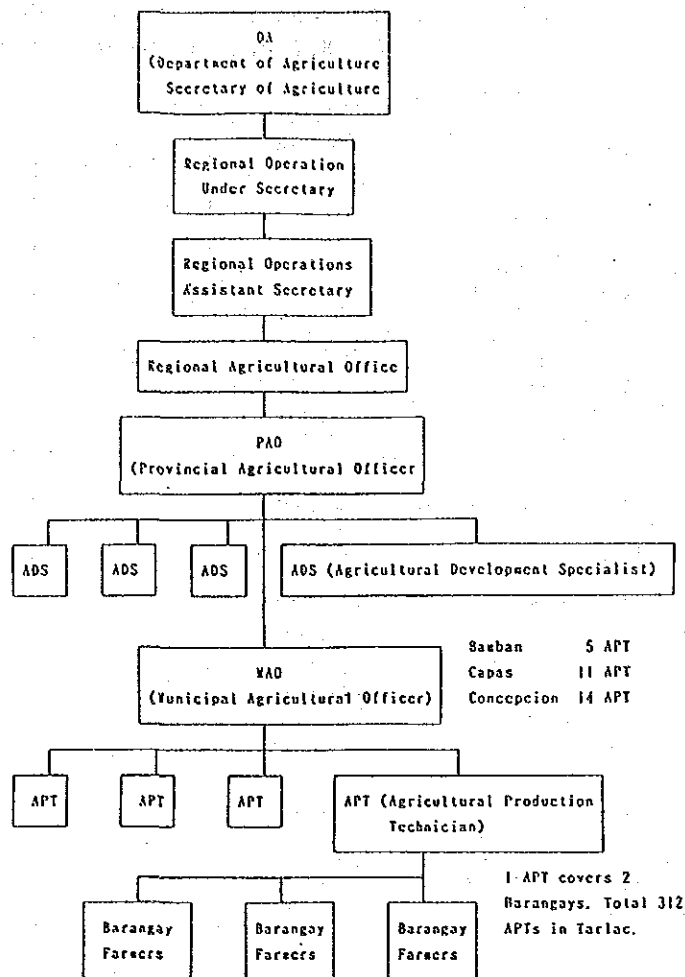 DA
(Department of Agriculture
Secretary of Agriculture
Regional Operation
Under Secretary
Regional Operations
Assistant Secretary
Regional Agricultural Office
PAO
(Provincial Agricultural Officer
ADS
ADS
ADS
ADS (Agricultural Development Specialist)
MAO
(Municipal Agricultural Officer)
Bamban 5 APT
Capas 11 APT
Concepcion 14 APT
APT
APT
APT
APT (Agricultural Production
Technician)
1 APT covers 2
Barangays. Total 312
APTs in Tarlac.
Barangay
Farmers
Barangay
Farmers
Barangay
Farmers